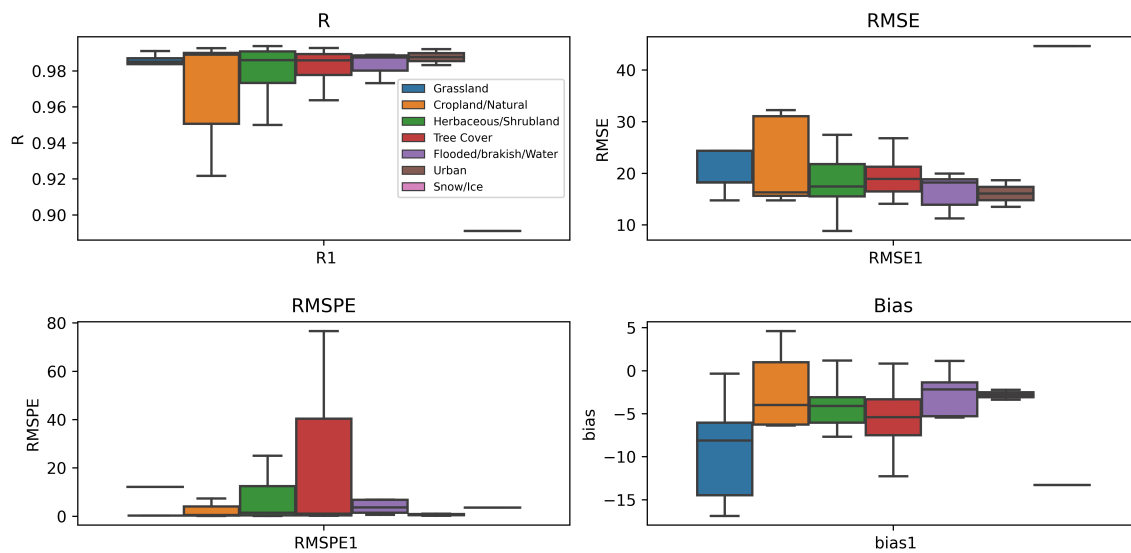 R
0.98
0.96
0.94
0.92
0.90
R
R1
Grassland
Cropland/Natural
Herbaceous/Shrubland
Tree Cover
Flooded/brakish/Water
Urban
Snow/Ice
RMSE
40
30
20
10
RMSE
RMSE1
RMSPE
80
60
40
20
0
RMSPE
RMSPE1
Bias
5
0
−5
−10
−15
bias
bias1